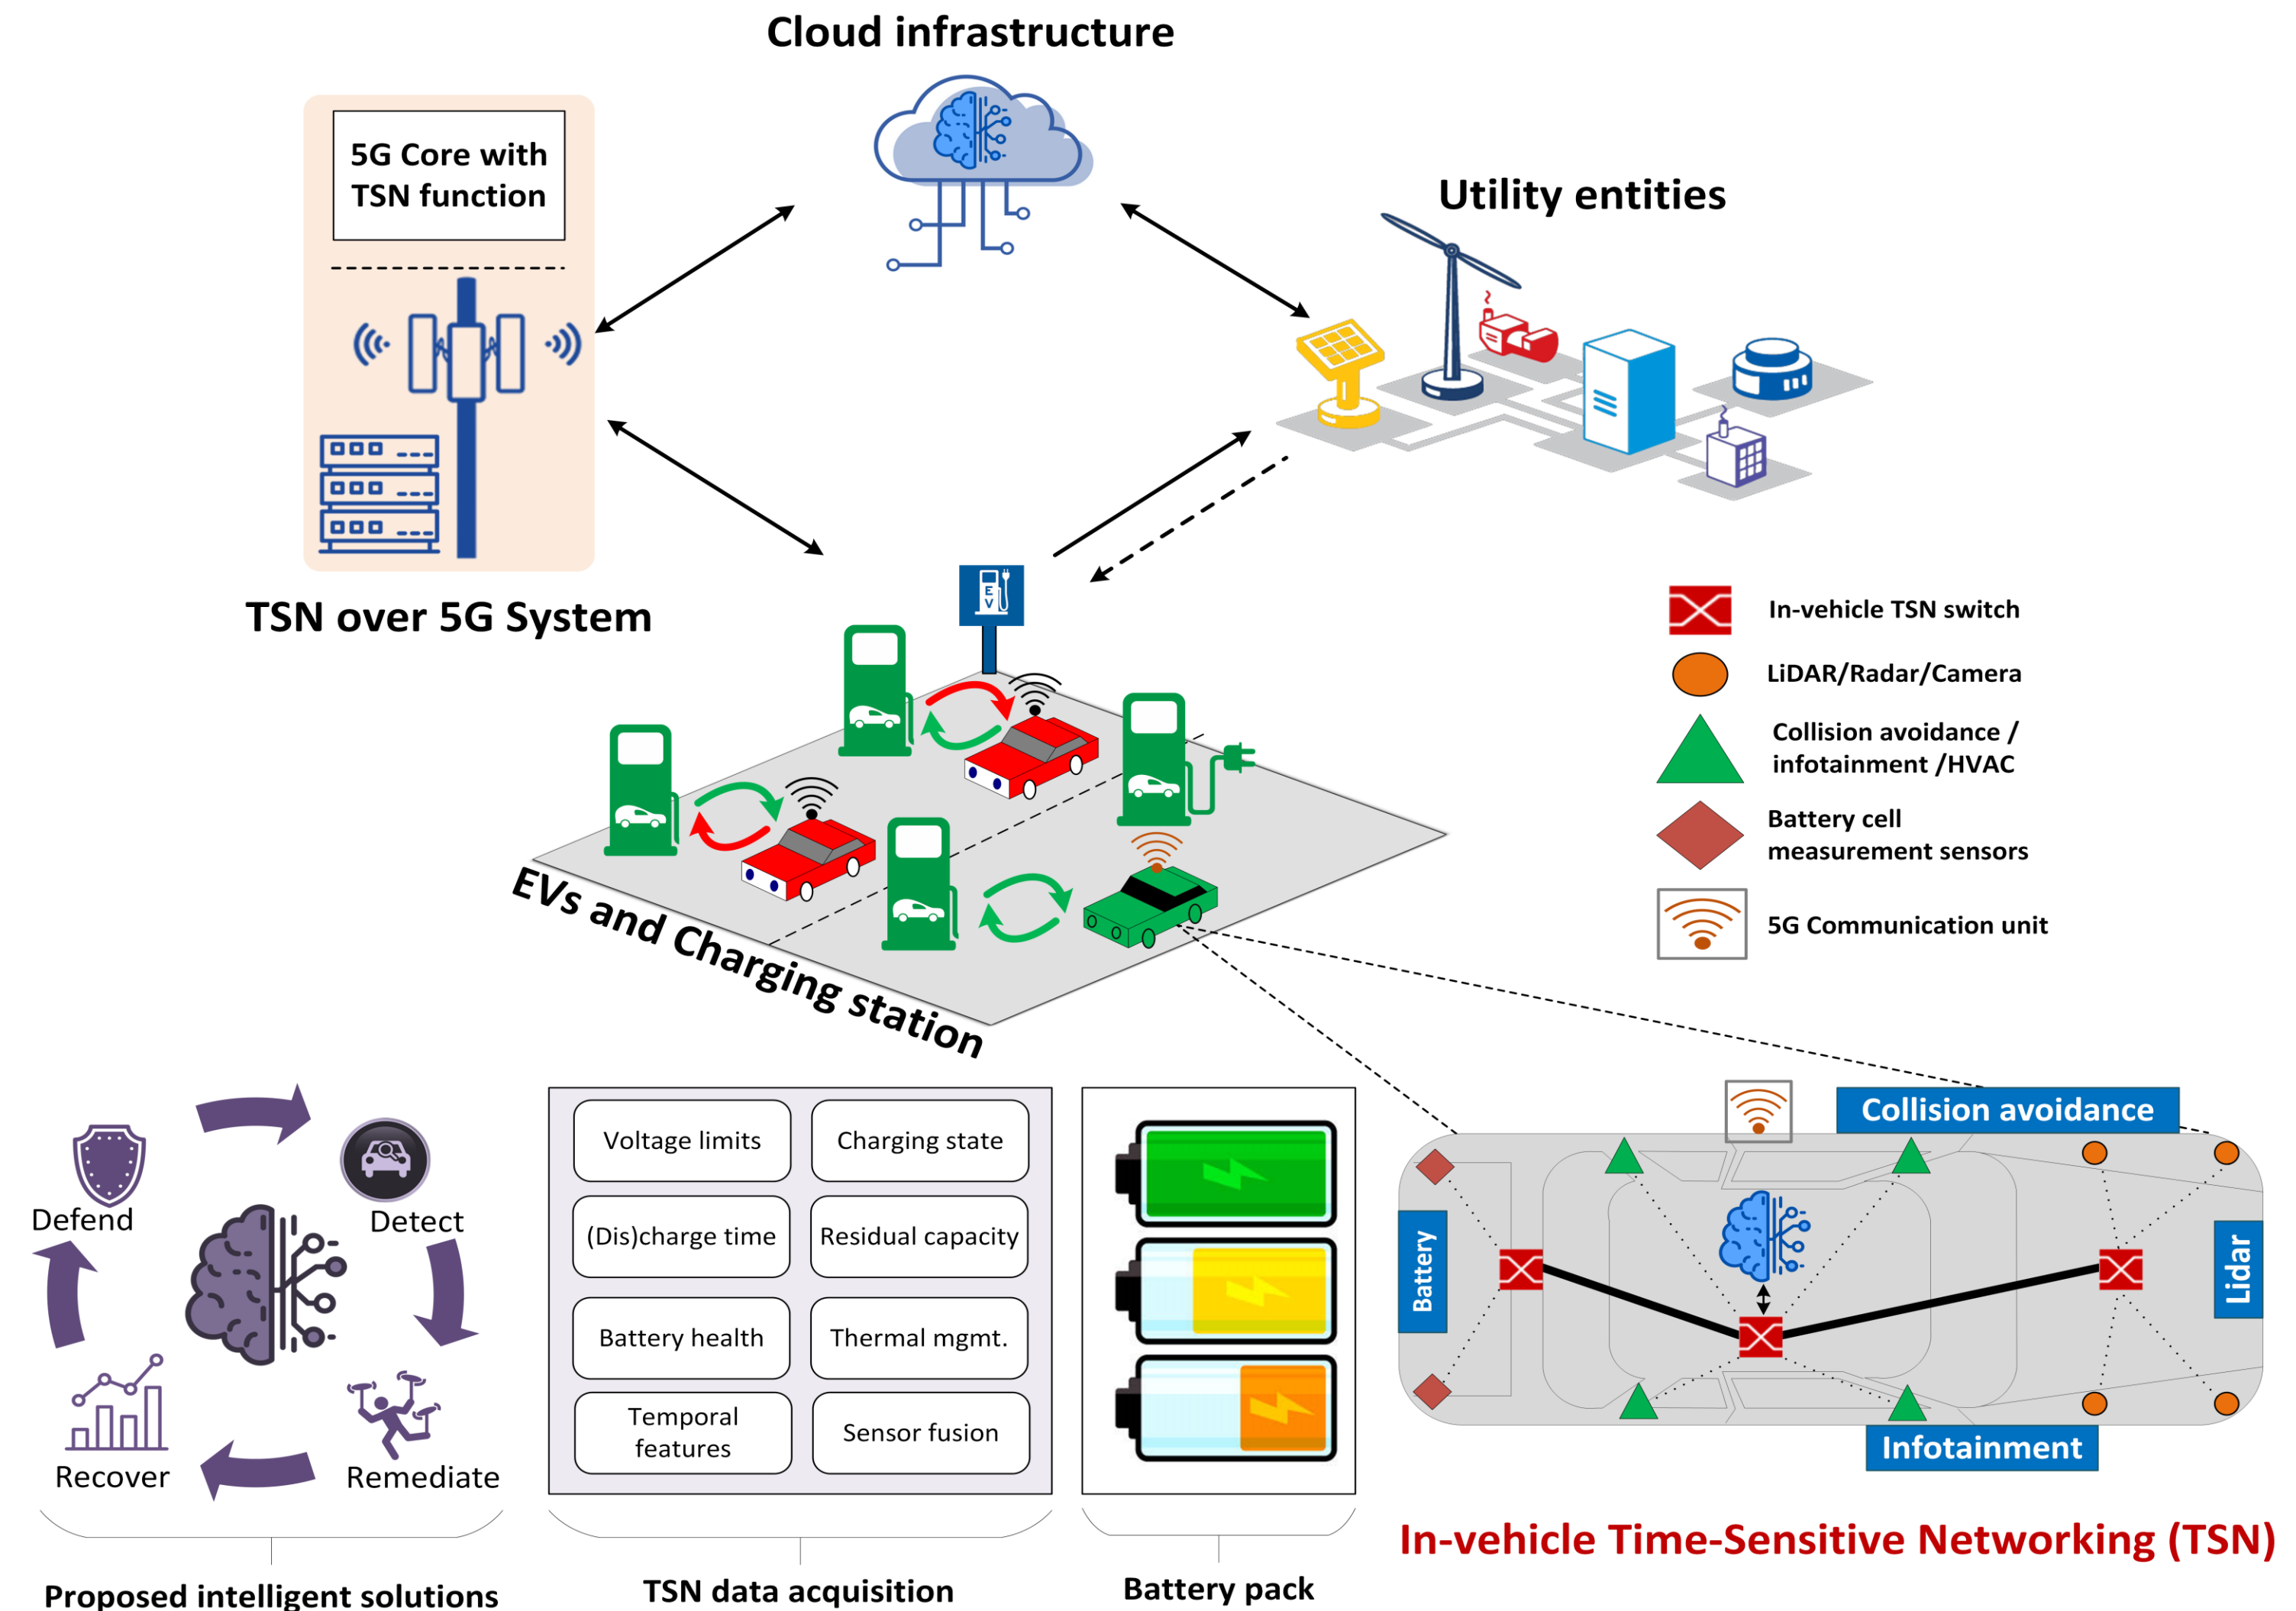 Cloud infrastructure
5G Core with
TSN function
Utility entities
TSN over 5G System
E
V
In-vehicle TSN switch
LiDAR/Radar/Camera
Collision avoidance /
infotainment /HVAC
Battery cell
measurement sensors
5G Communication unit
EVs and Charging station
Defend
Detect
Recover
Remediate
Proposed intelligent solutions
Voltage limits
Charging state
(Dis)charge time
Residual capacity
Battery health
Thermal mgmt.
Temporal
features
Sensor fusion
TSN data acquisition
Battery pack
Collision avoidance
Battery
Lidar
Infotainment
In-vehicle Time-Sensitive Networking (TSN)